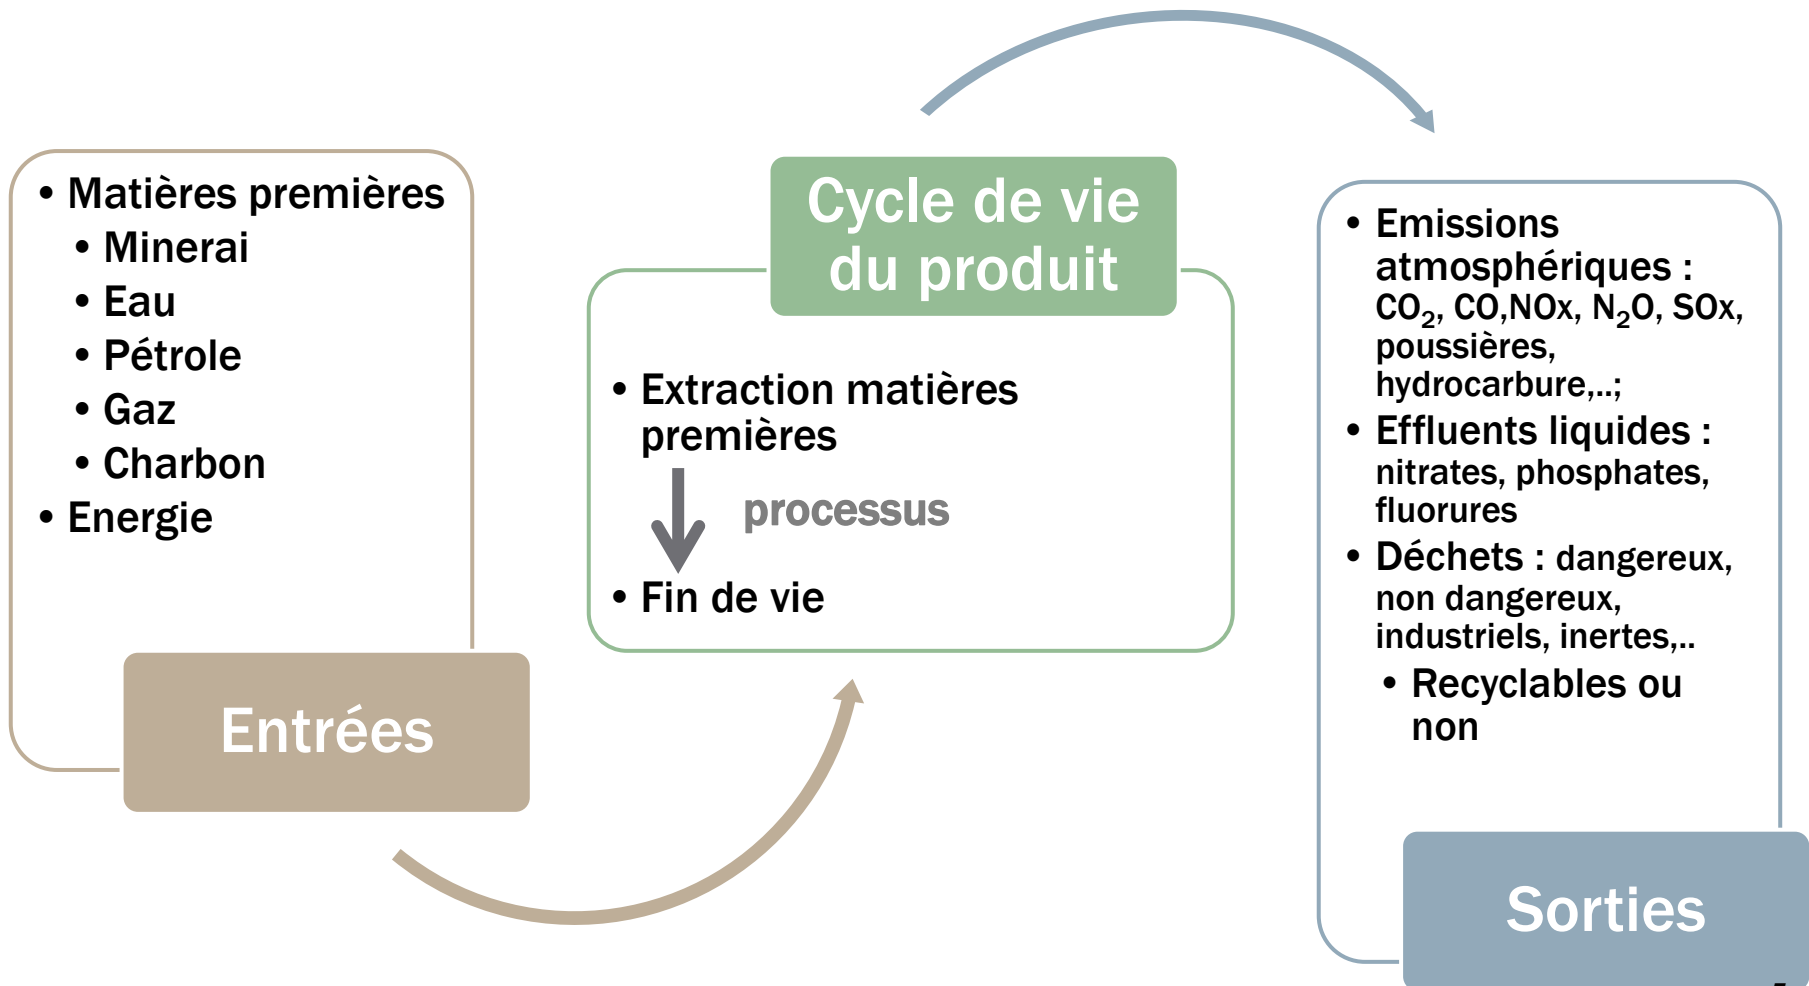 • Matières premières
• Minerai
• Eau
• Pétrole
• Gaz
• Charbon
• Energie
Entrées
Cycle de vie
du produit
• Extraction matières
premières
processus
• Fin de vie
• Emissions
atmosphériques :
CO₂, CO,NOx, N₂O, SOx,
poussières,
hydrocarbure,..;
• Effluents liquides :
nitrates, phosphates,
fluorures
• Déchets : dangereux,
non dangereux,
industriels, inertes,..
• Recyclables ou
non
Sorties